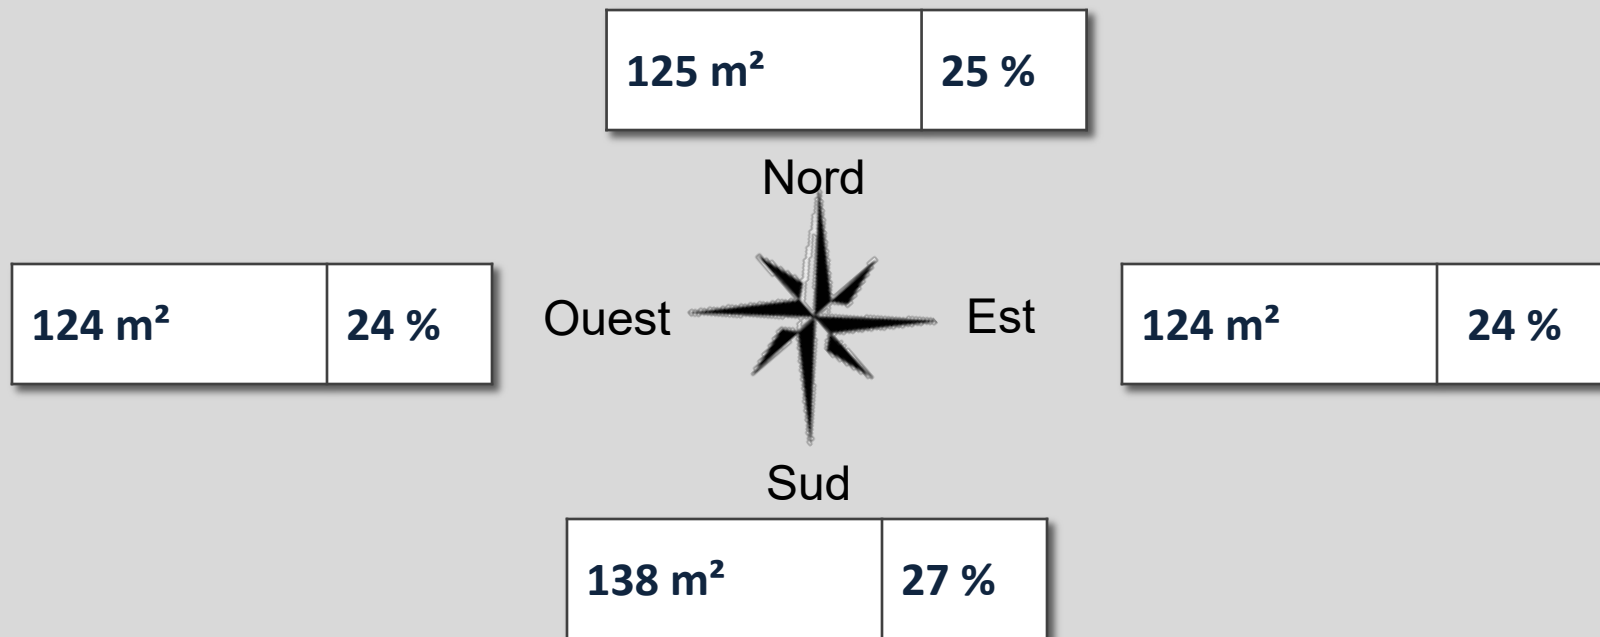 125 m² 25 %
Nord
124 m² 24 %
Ouest
Est
124 m² 24 %
Sud
138 m² 27 %